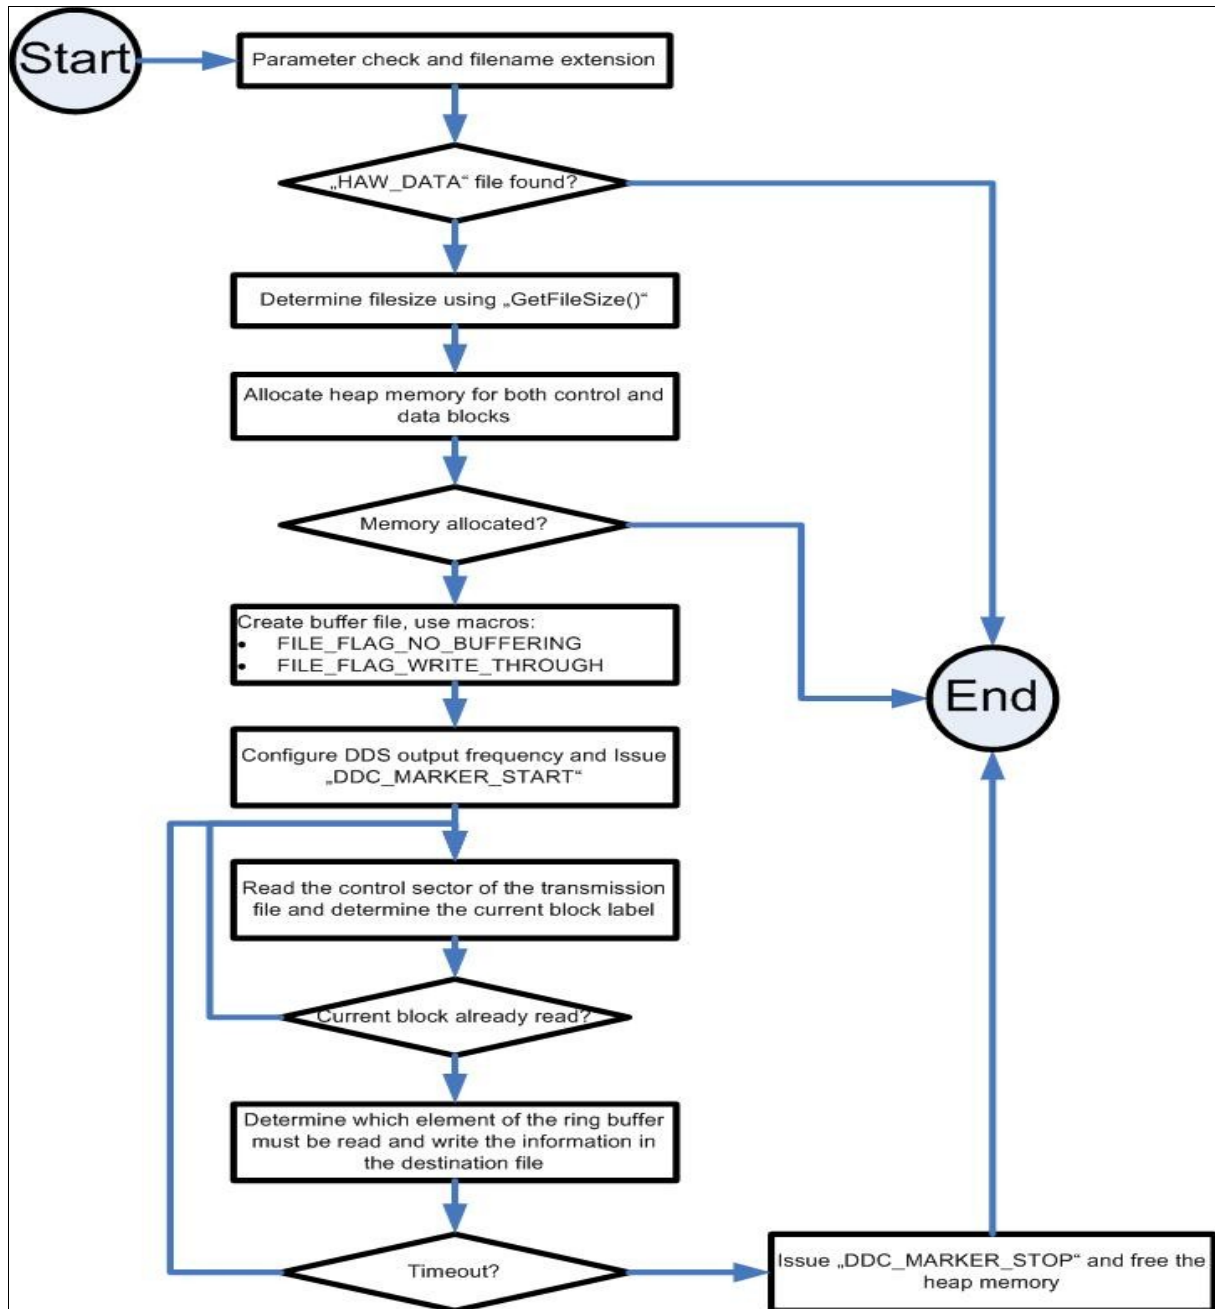 Start
Parameter check and filename extension
„HAW_DATA“ file found?
Determine filesize using „GetFileSize()“
Allocate heap memory for both control and
data blocks
Memory allocated?
Create buffer file, use macros:
• FILE_FLAG_NO_BUFFERING
• FILE_FLAG_WRITE_THROUGH
End
Configure DDS output frequency and Issue
„DDC_MARKER_START“
Read the control sector of the transmission
file and determine the current block label
Current block already read?
Determine which element of the ring buffer
must be read and write the information in
the destination file
Timeout?
Issue „DDC_MARKER_STOP“ and free the
heap memory